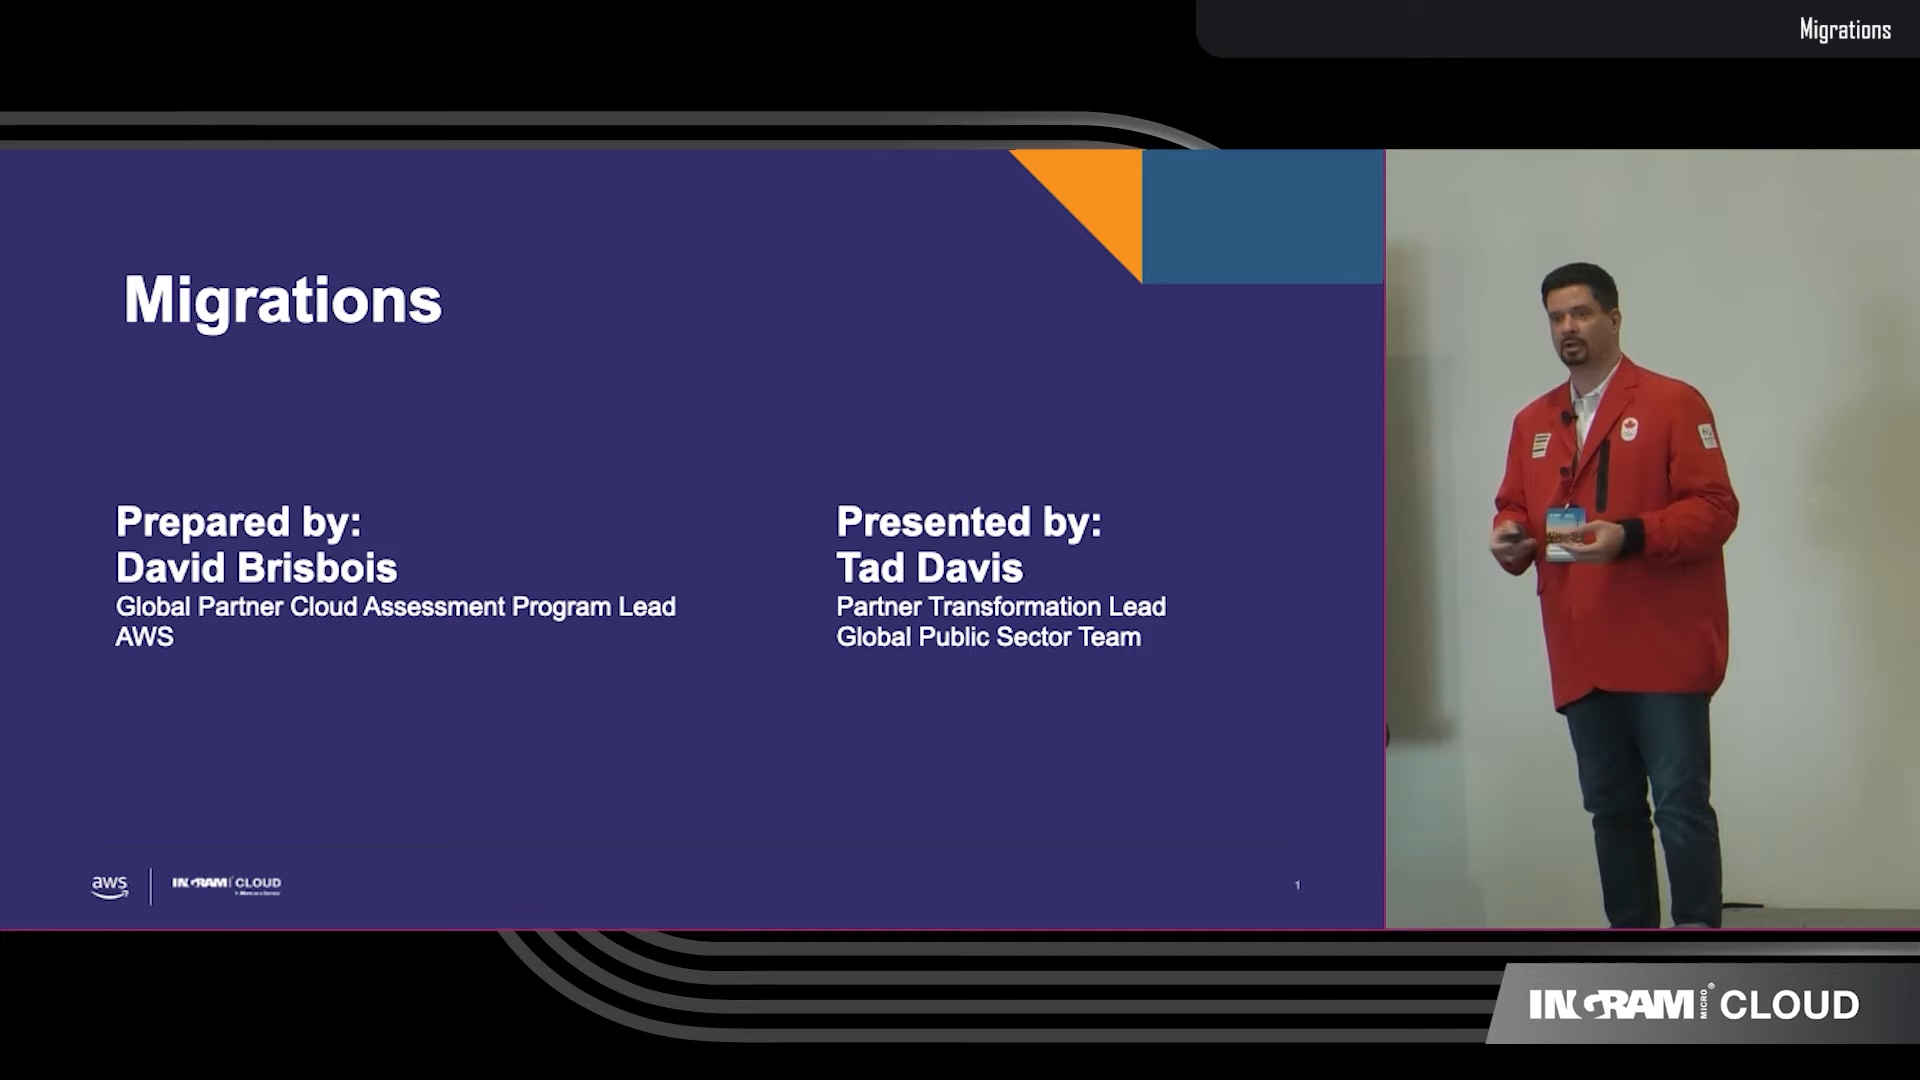 Migrations
Migrations
Prepared by:
David Brisbois
Global Partner Cloud Assessment Program Lead
AWS
Presented by:
Tad Davis
Partner Transformation Lead
Global Public Sector Team
aws
INGRAM CLOUD
1
INGRAM MICRO® CLOUD